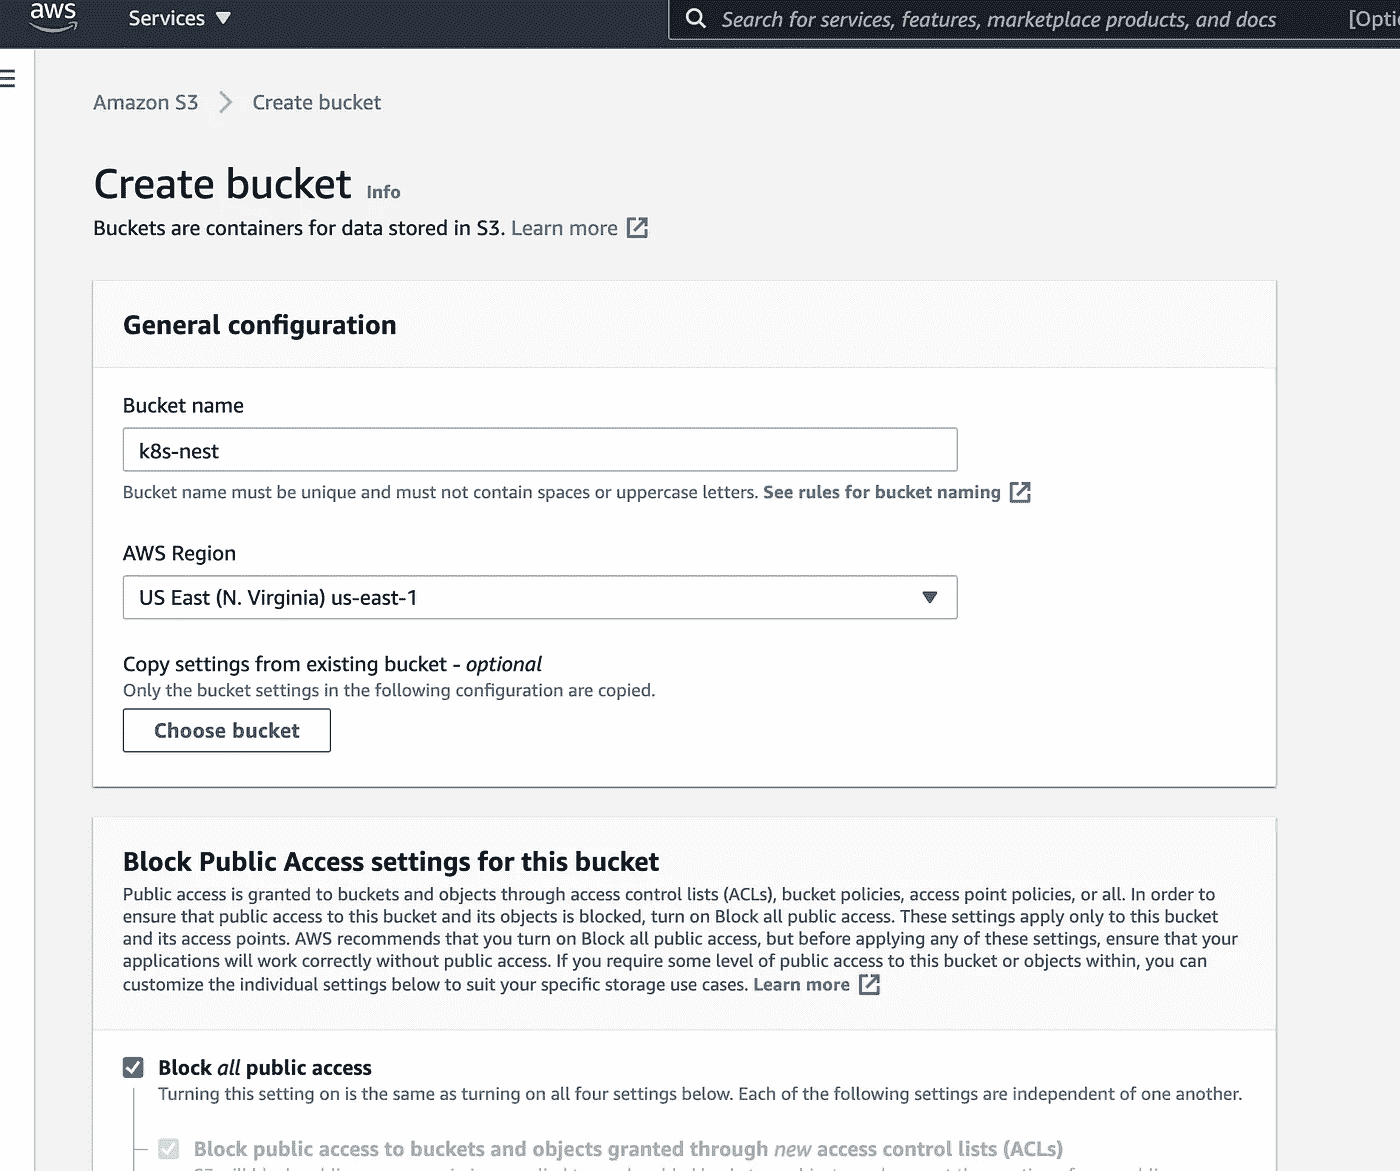 aws Services Search for services, features, marketplace products, and docs
Amazon S3 Create bucket
Create bucket Info
Buckets are containers for data stored in S3. Learn more
General configuration
Bucket name
k8s-nest
Bucket name must be unique and must not contain spaces or uppercase letters. See rules for bucket naming
AWS Region
US East (N. Virginia) us-east-1
Copy settings from existing bucket - optional
Only the bucket settings in the following configuration are copied.
Choose bucket
Block Public Access settings for this bucket
Public access is granted to buckets and objects through access control lists (ACLs), bucket policies, access point policies, or all. In order to
ensure that public access to this bucket and its objects is blocked, turn on Block all public access. These settings apply only to this bucket
and its access points. AWS recommends that you turn on Block all public access, but before applying any of these settings, ensure that your
applications will work correctly without public access. If you require some level of public access to this bucket or objects within, you can
customize the individual settings below to suit your specific storage use cases. Learn more
Block all public access
Turning this setting on is the same as turning on all four settings below. Each of the following settings are independent of one another.
Block public access to buckets and objects granted through new access control lists (ACLs)